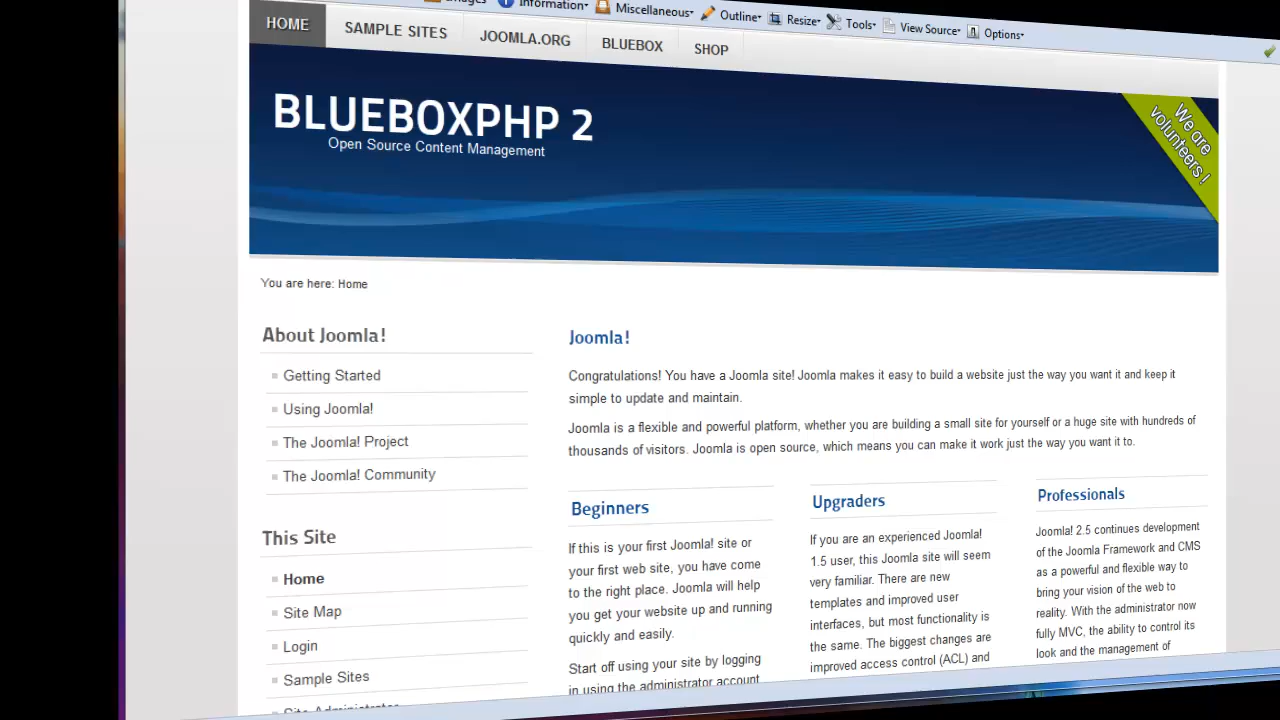 Images Information▾ Miscellaneous▾ Outline▾ Resize▾ Tools▾ View Source▾ Options▾
HOME SAMPLE SITES JOOMLA.ORG BLUEBOX SHOP
BLUEBOXPHP 2
Open Source Content Management
We are
volunteers !
You are here: Home
About Joomla!
Getting Started
Using Joomla!
The Joomla! Project
The Joomla! Community
This Site
Home
Site Map
Login
Sample Sites
Site Administrator
Joomla!
Congratulations! You have a Joomla site! Joomla makes it easy to build a website just the way you want it and keep it
simple to update and maintain.
Joomla is a flexible and powerful platform, whether you are building a small site for yourself or a huge site with hundreds of
thousands of visitors. Joomla is open source, which means you can make it work just the way you want it to.
Beginners
If this is your first Joomla! site or
your first web site, you have come
to the right place. Joomla will help
you get your website up and running
quickly and easily.
Start off using your site by logging
in using the administrator account
Upgraders
If you are an experienced Joomla!
1.5 user, this Joomla site will seem
very familiar. There are new
templates and improved user
interfaces, but most functionality is
the same. The biggest changes are
improved access control (ACL) and
Professionals
Joomla! 2.5 continues development
of the Joomla Framework and CMS
as a powerful and flexible way to
bring your vision of the web to
reality. With the administrator now
fully MVC, the ability to control its
look and the management of